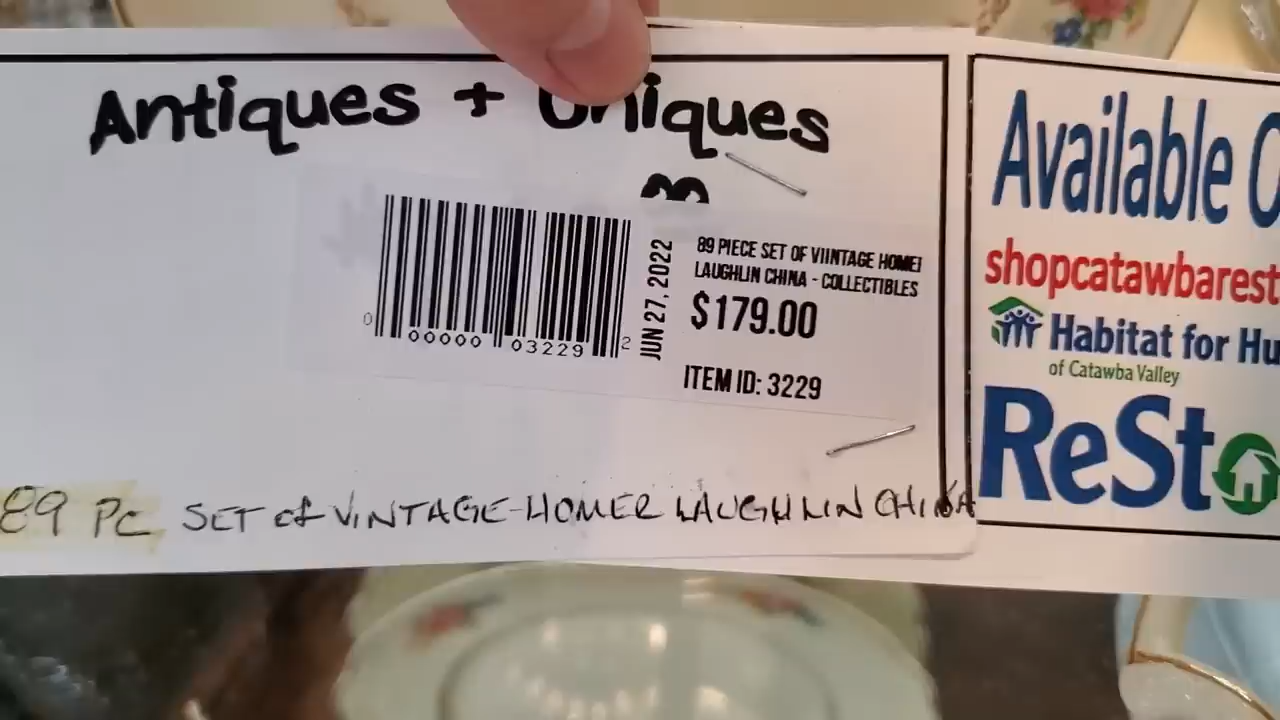 Antiques + Uniques
89 PIECE SET OF VIINTAGE HOME
LAUGHLIN CHINA - COLLECTIBLES
$179.00
ITEM ID: 3229
JUN 27, 2022
0 00000 03229 2
89 PC SET of VINTAGE-HOMER LAUGHLIN CHINA
Available
shopcatawbarest
Habitat for Hu
of Catawba Valley
ReSto